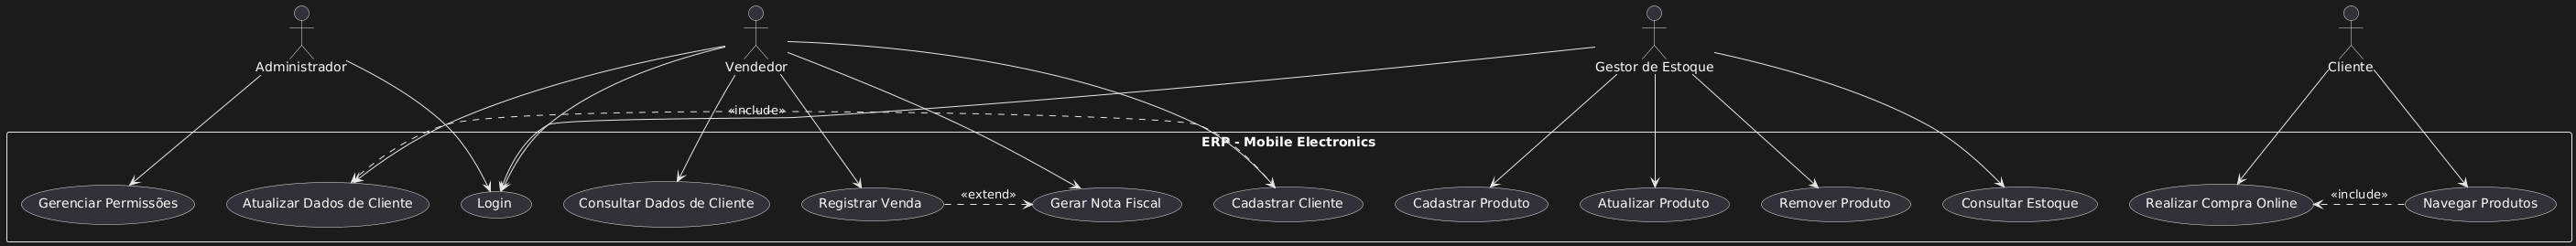 Administrador
Vendedor
Gestor de Estoque
Cliente
«include»
ERP - Mobile Electronics
Gerenciar Permissões
Atualizar Dados de Cliente
Login
Consultar Dados de Cliente
Registrar Venda
«extend»
Gerar Nota Fiscal
Cadastrar Cliente
Cadastrar Produto
Atualizar Produto
Remover Produto
Consultar Estoque
Realizar Compra Online
«include»
Navegar Produtos